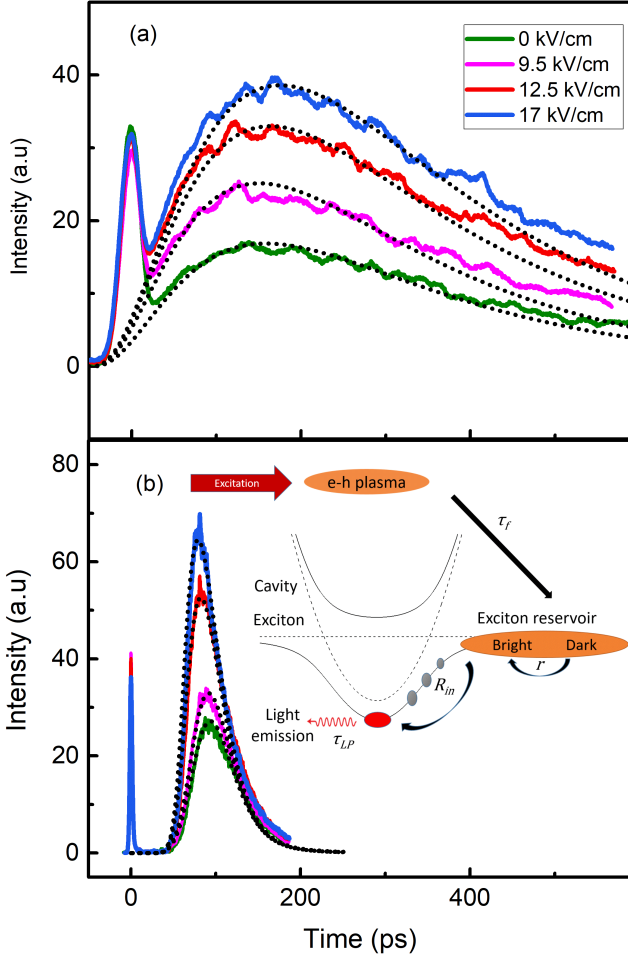 (a)
0 kV/cm
9.5 kV/cm
12.5 kV/cm
17 kV/cm
40
20
0
Intensity (a.u)
80
60
40
20
0
Intensity (a.u)
(b)
Excitation
e-h plasma
τf
Cavity
Exciton
Exciton reservoir
Bright Dark
r
Rin
Light
emission
τLP
0 200 400
Time (ps)